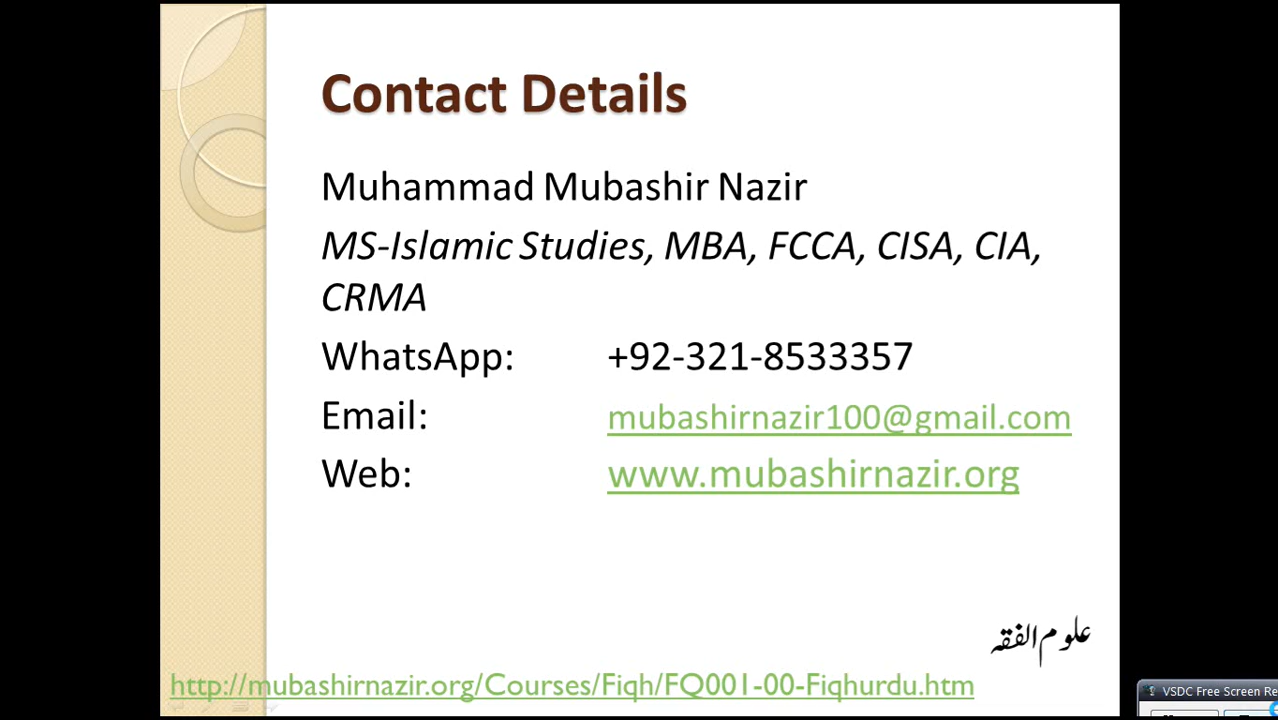 Contact Details
Muhammad Mubashir Nazir
MS-Islamic Studies, MBA, FCCA, CISA, CIA,
CRMA
WhatsApp: +92-321-8533357
Email: mubashirnazir100@gmail.com
Web: www.mubashirnazir.org
علوم الفقہ
http://mubashirnazir.org/Courses/Fiqh/FQ001-00-Fiqhurdu.htm
VSDC Free Screen Re